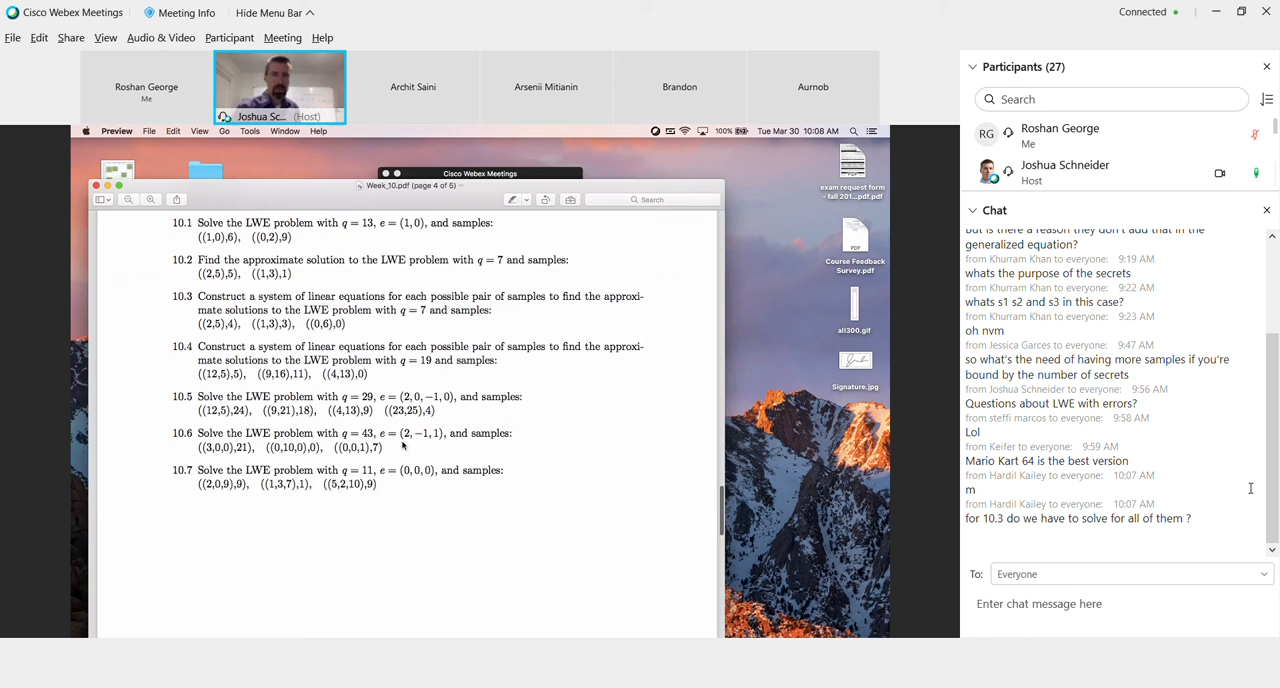 Cisco Webex Meetings
Meeting Info
Hide Menu Bar
Connected
File Edit Share View Audio & Video Participant Meeting Help
Roshan George
Me
Joshua Sc... (Host)
Archit Saini
Arsenii Mitianin
Brandon
Aurnob
Preview File Edit View Go Tools Window Help
100% Tue Mar 30 10:08 AM
Cisco Webex Meetings
Week_10.pdf (page 4 of 5)
Search
10.1 Solve the LWE problem with q = 13, e = (1, 0), and samples:
((1,0),6), ((0,2),9)
10.2 Find the approximate solution to the LWE problem with q = 7 and samples:
((2,5),5), ((1,3),1)
10.3 Construct a system of linear equations for each possible pair of samples to find the approxi-
mate solutions to the LWE problem with q = 7 and samples:
((2,5),4), ((1,3),3), ((0,6),0)
10.4 Construct a system of linear equations for each possible pair of samples to find the approxi-
mate solutions to the LWE problem with q = 19 and samples:
((12,5),5), ((9,16),11), ((4,13),0)
10.5 Solve the LWE problem with q = 29, e = (2, 0, −1, 0), and samples:
((12,5),24), ((9,21),18), ((4,13),9) ((23,25),4)
10.6 Solve the LWE problem with q = 43, e = (2, −1, 1), and samples:
((3,0,0),21), ((0,10,0),0), ((0,0,1),7)
10.7 Solve the LWE problem with q = 11, e = (0, 0, 0), and samples:
((2,0,9),9), ((1,3,7),1), ((5,2,10),9)
PDF
exam request form
- fall 201...pdf.pdf
PDF
Course Feedback
Survey.pdf
all300.gif
Signature.jpg
Participants (27)
Search
RG
Roshan George
Me
Joshua Schneider
Host
Chat
But is there a reason they don't add that in the
generalized equation?
from Khurram Khan to everyone: 9:19 AM
whats the purpose of the secrets
from Khurram Khan to everyone: 9:22 AM
whats s1 s2 and s3 in this case?
from Khurram Khan to everyone: 9:23 AM
oh nvm
from Jessica Garces to everyone: 9:47 AM
so what's the need of having more samples if you're
bound by the number of secrets
from Joshua Schneider to everyone: 9:56 AM
Questions about LWE with errors?
from steffi marcos to everyone: 9:58 AM
Lol
from Keifer to everyone: 9:59 AM
Mario Kart 64 is the best version
from Hardil Kailey to everyone: 10:07 AM
m
from Hardil Kailey to everyone: 10:07 AM
for 10.3 do we have to solve for all of them ?
To: Everyone
Enter chat message here